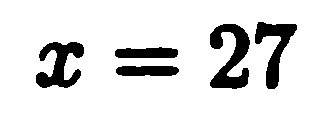 x = 27